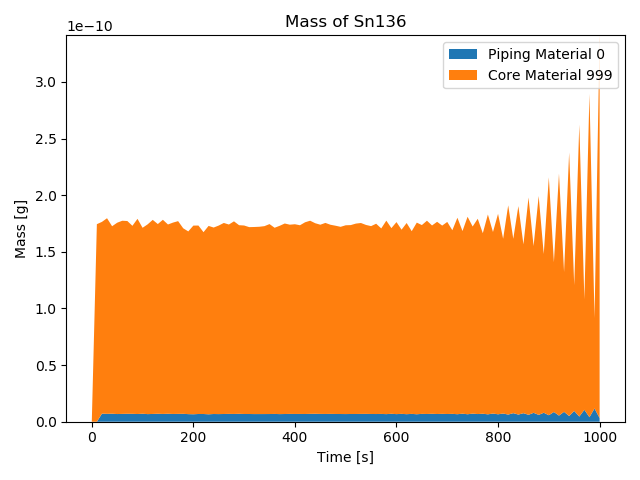 Mass of Sn136
1e−10
Piping Material 0
Core Material 999
3.0
2.5
2.0
1.5
1.0
0.5
0.0
Mass [g]
0 200 400 600 800 1000
Time [s]